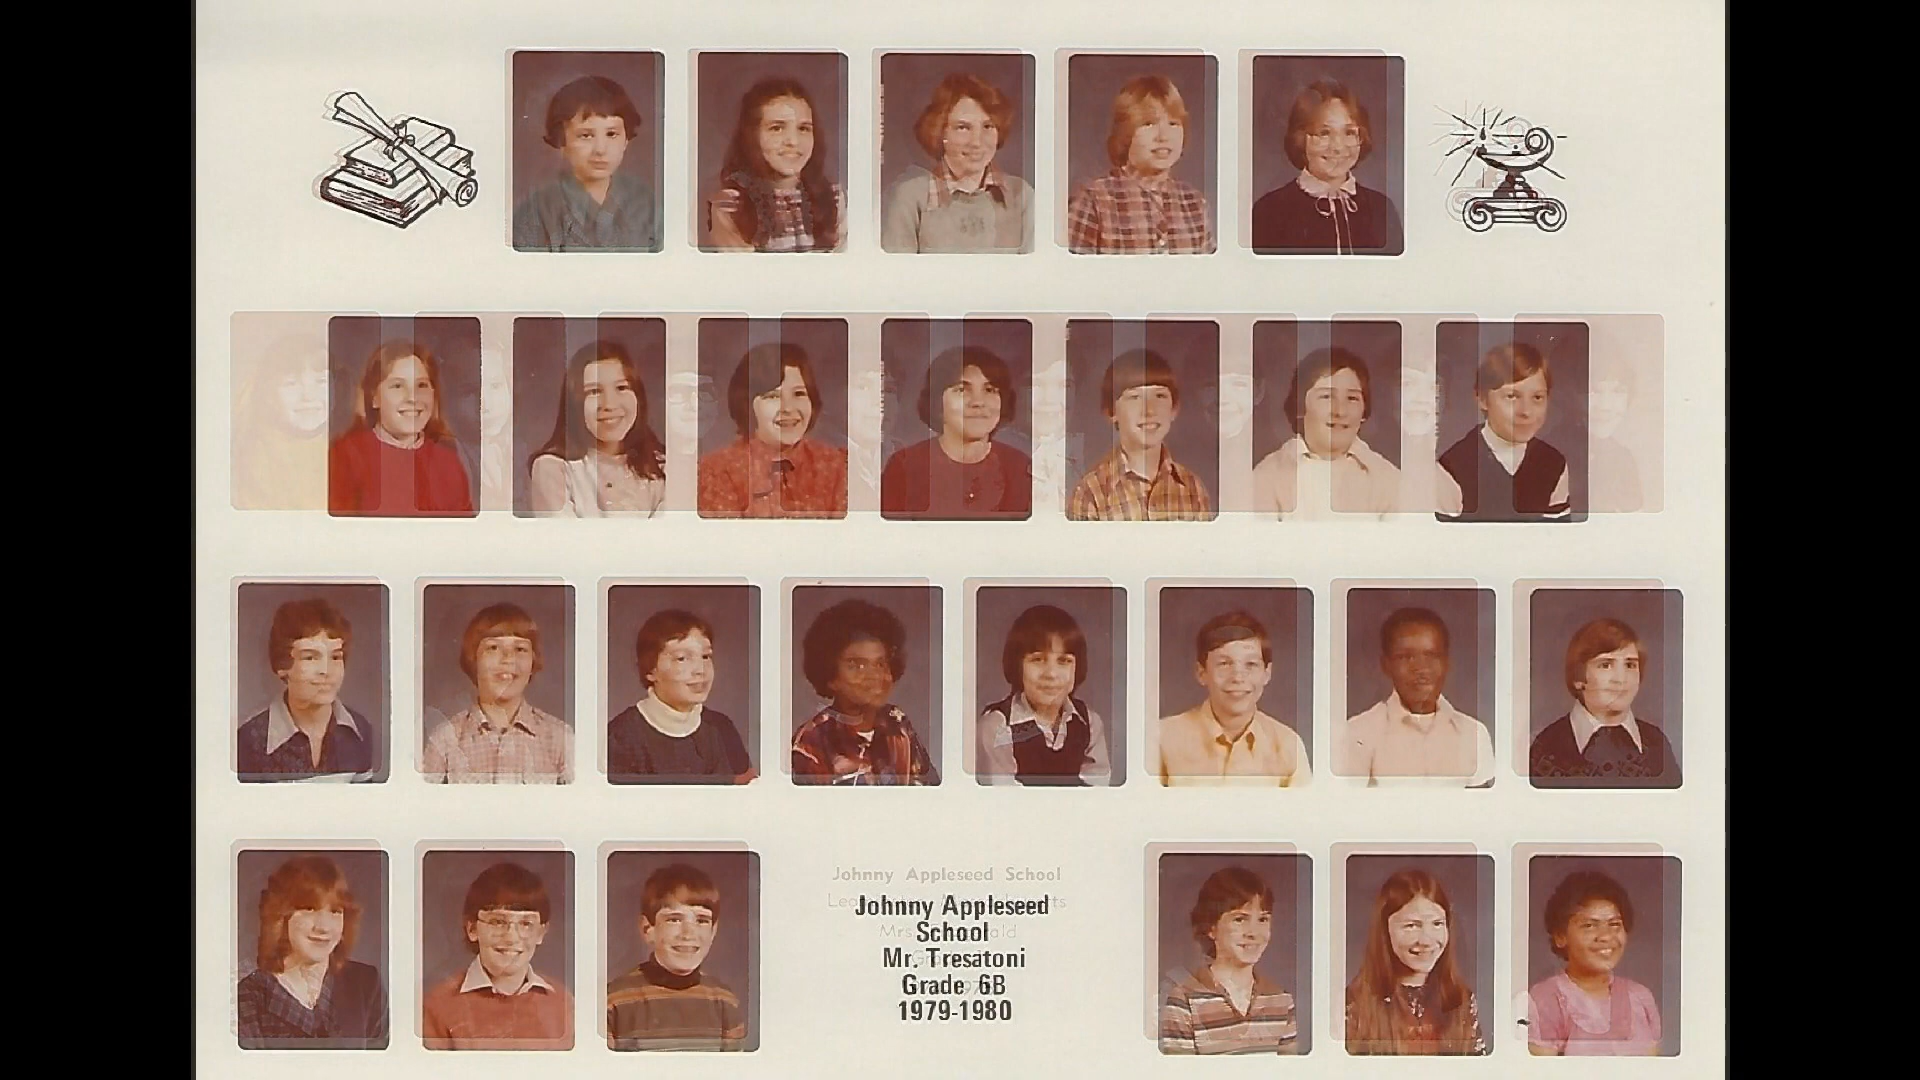 Johnny Appleseed School
Johnny Appleseed
School
Mr. Tresatoni
Grade 6B
1979-1980